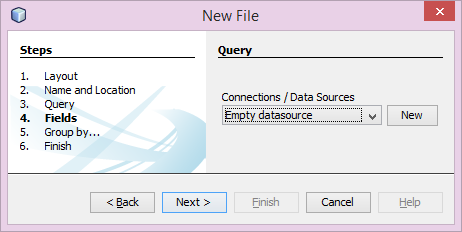 New File
Steps
1. Layout
2. Name and Location
3. Query
4. Fields
5. Group by...
6. Finish
Query
Connections / Data Sources
Empty datasource
New
< Back
Next >
Finish
Cancel
Help